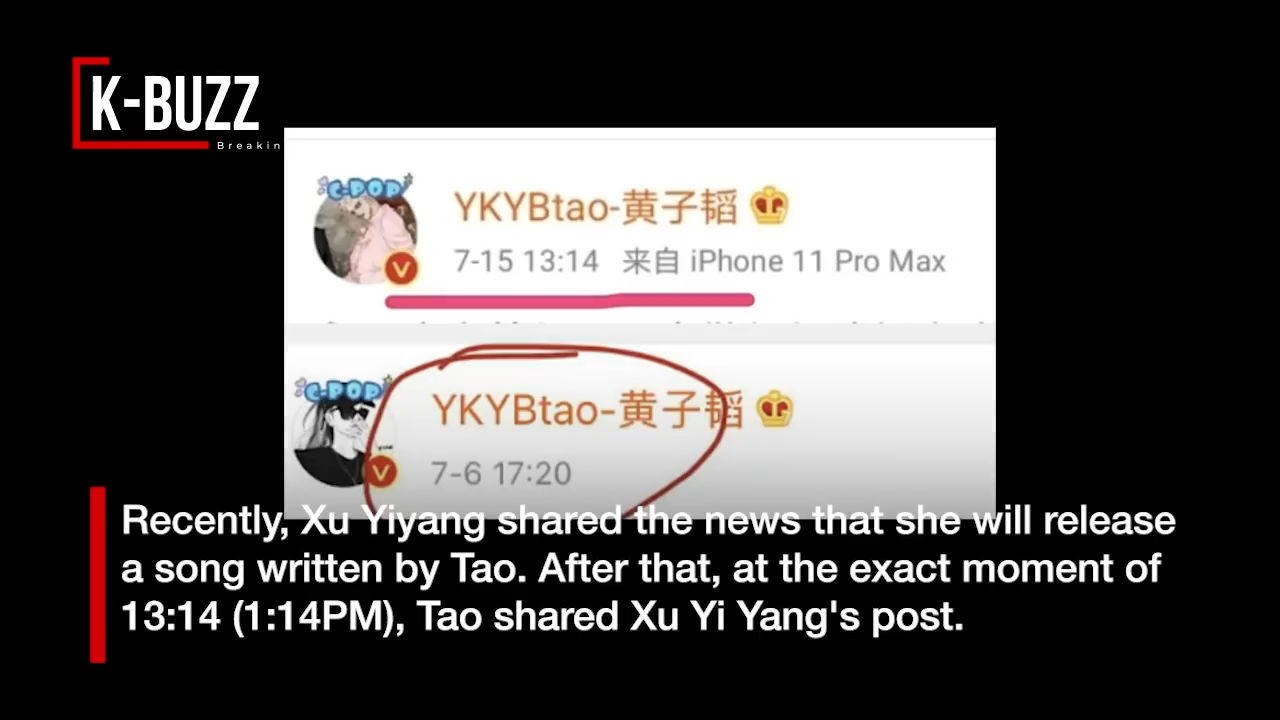 K-BUZZ
Breakin
C-POP
YKYBtao-黄子韬
7-15 13:14 来自 iPhone 11 Pro Max
C-POP
YKYBtao-黄子韬
7-6 17:20
Recently, Xu Yiyang shared the news that she will release
a song written by Tao. After that, at the exact moment of
13:14 (1:14PM), Tao shared Xu Yi Yang's post.